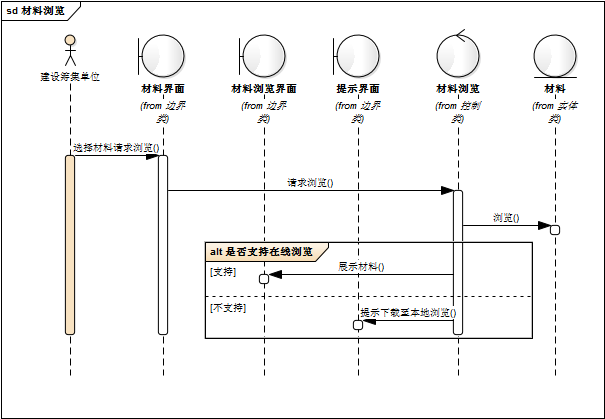 sd 材料浏览
建设筹集单位
材料界面
(from 边界
类)
材料浏览界面
(from 边界
类)
提示界面
(from 边界
类)
材料浏览
(from 控制
类)
材料
(from 实体
类)
选择材料请求浏览()
请求浏览()
浏览()
alt 是否支持在线浏览
[支持]
展示材料()
[不支持]
提示下载至本地浏览()